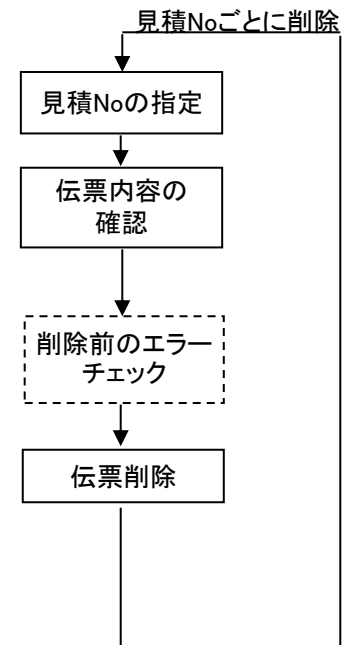 見積Noごとに削除
見積Noの指定
伝票内容の
確認
削除前のエラー
チェック
伝票削除